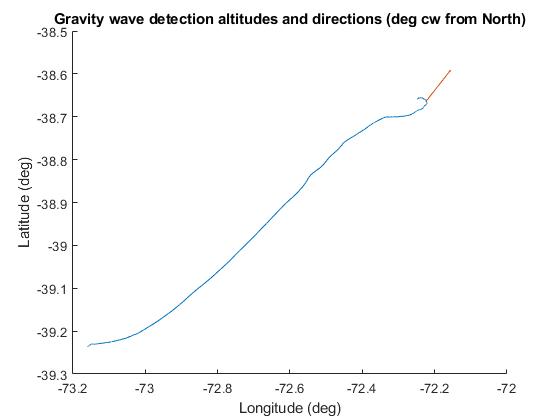 Gravity wave detection altitudes and directions (deg cw from North)
-38.5
-38.6
-38.7
-38.8
-38.9
-39
-39.1
-39.2
-39.3
Latitude (deg)
-73.2 -73 -72.8 -72.6 -72.4 -72.2 -72
Longitude (deg)